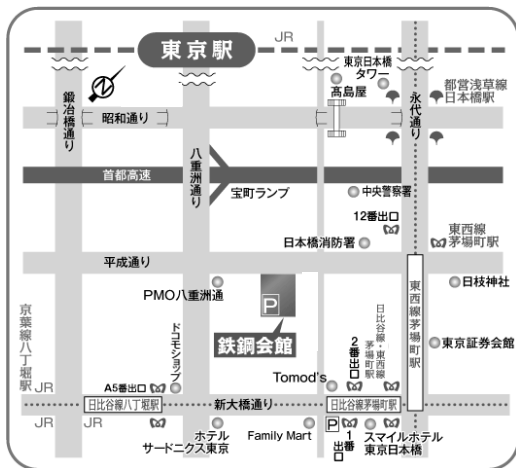 東京駅
JR
東京日本橋
タワー
髙島屋
都営浅草線
日本橋駅
鍛冶橋通り
昭和通り
永代通り
八重洲通り
首都高速
宝町ランプ
中央警察署
12番出口
日本橋消防署
東西線
茅場町駅
平成通り
PMO八重洲通
P
日枝神社
東西線茅場町駅
鉄鋼会館
京葉線八丁堀駅
ドコモショップ
2番出口
日比谷線・東西線
茅場町駅
東京証券会館
Tomod's
JR
A5番出口
日比谷線八丁堀駅
新大橋通り
日比谷線茅場町駅
JR
JR
ホテル
サードニクス東京
Family Mart
P
1番出口
スマイルホテル
東京日本橋